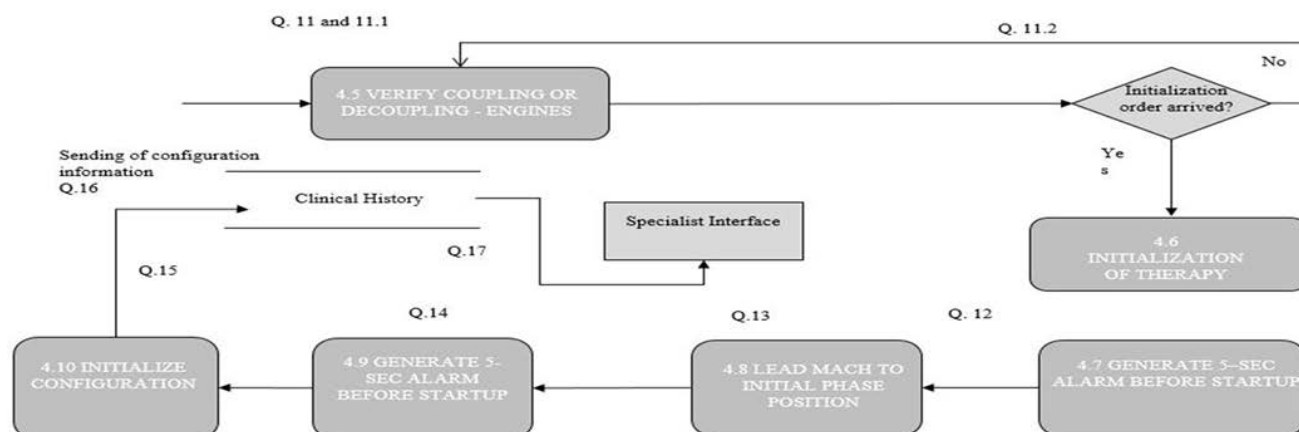 Q. 11 and 11.1
Q. 11.2
No
4.5 VERIFY COUPLING OR
DECOUPLING - ENGINES
Initialization
order arrived?
Ye
s
Sending of configuration
information
Q.16
Clinical History
Specialist Interface
4.6
INITIALIZATION
OF THERAPY
Q.17
Q.15
Q.14
Q.13
Q. 12
4.10 INITIALIZE
CONFIGURATION
4.9 GENERATE 5-
SEC ALARM
BEFORE STARTUP
4.8 LEAD MACH TO
INITIAL PHASE
POSITION
4.7 GENERATE 5–SEC
ALARM BEFORE STARTUP